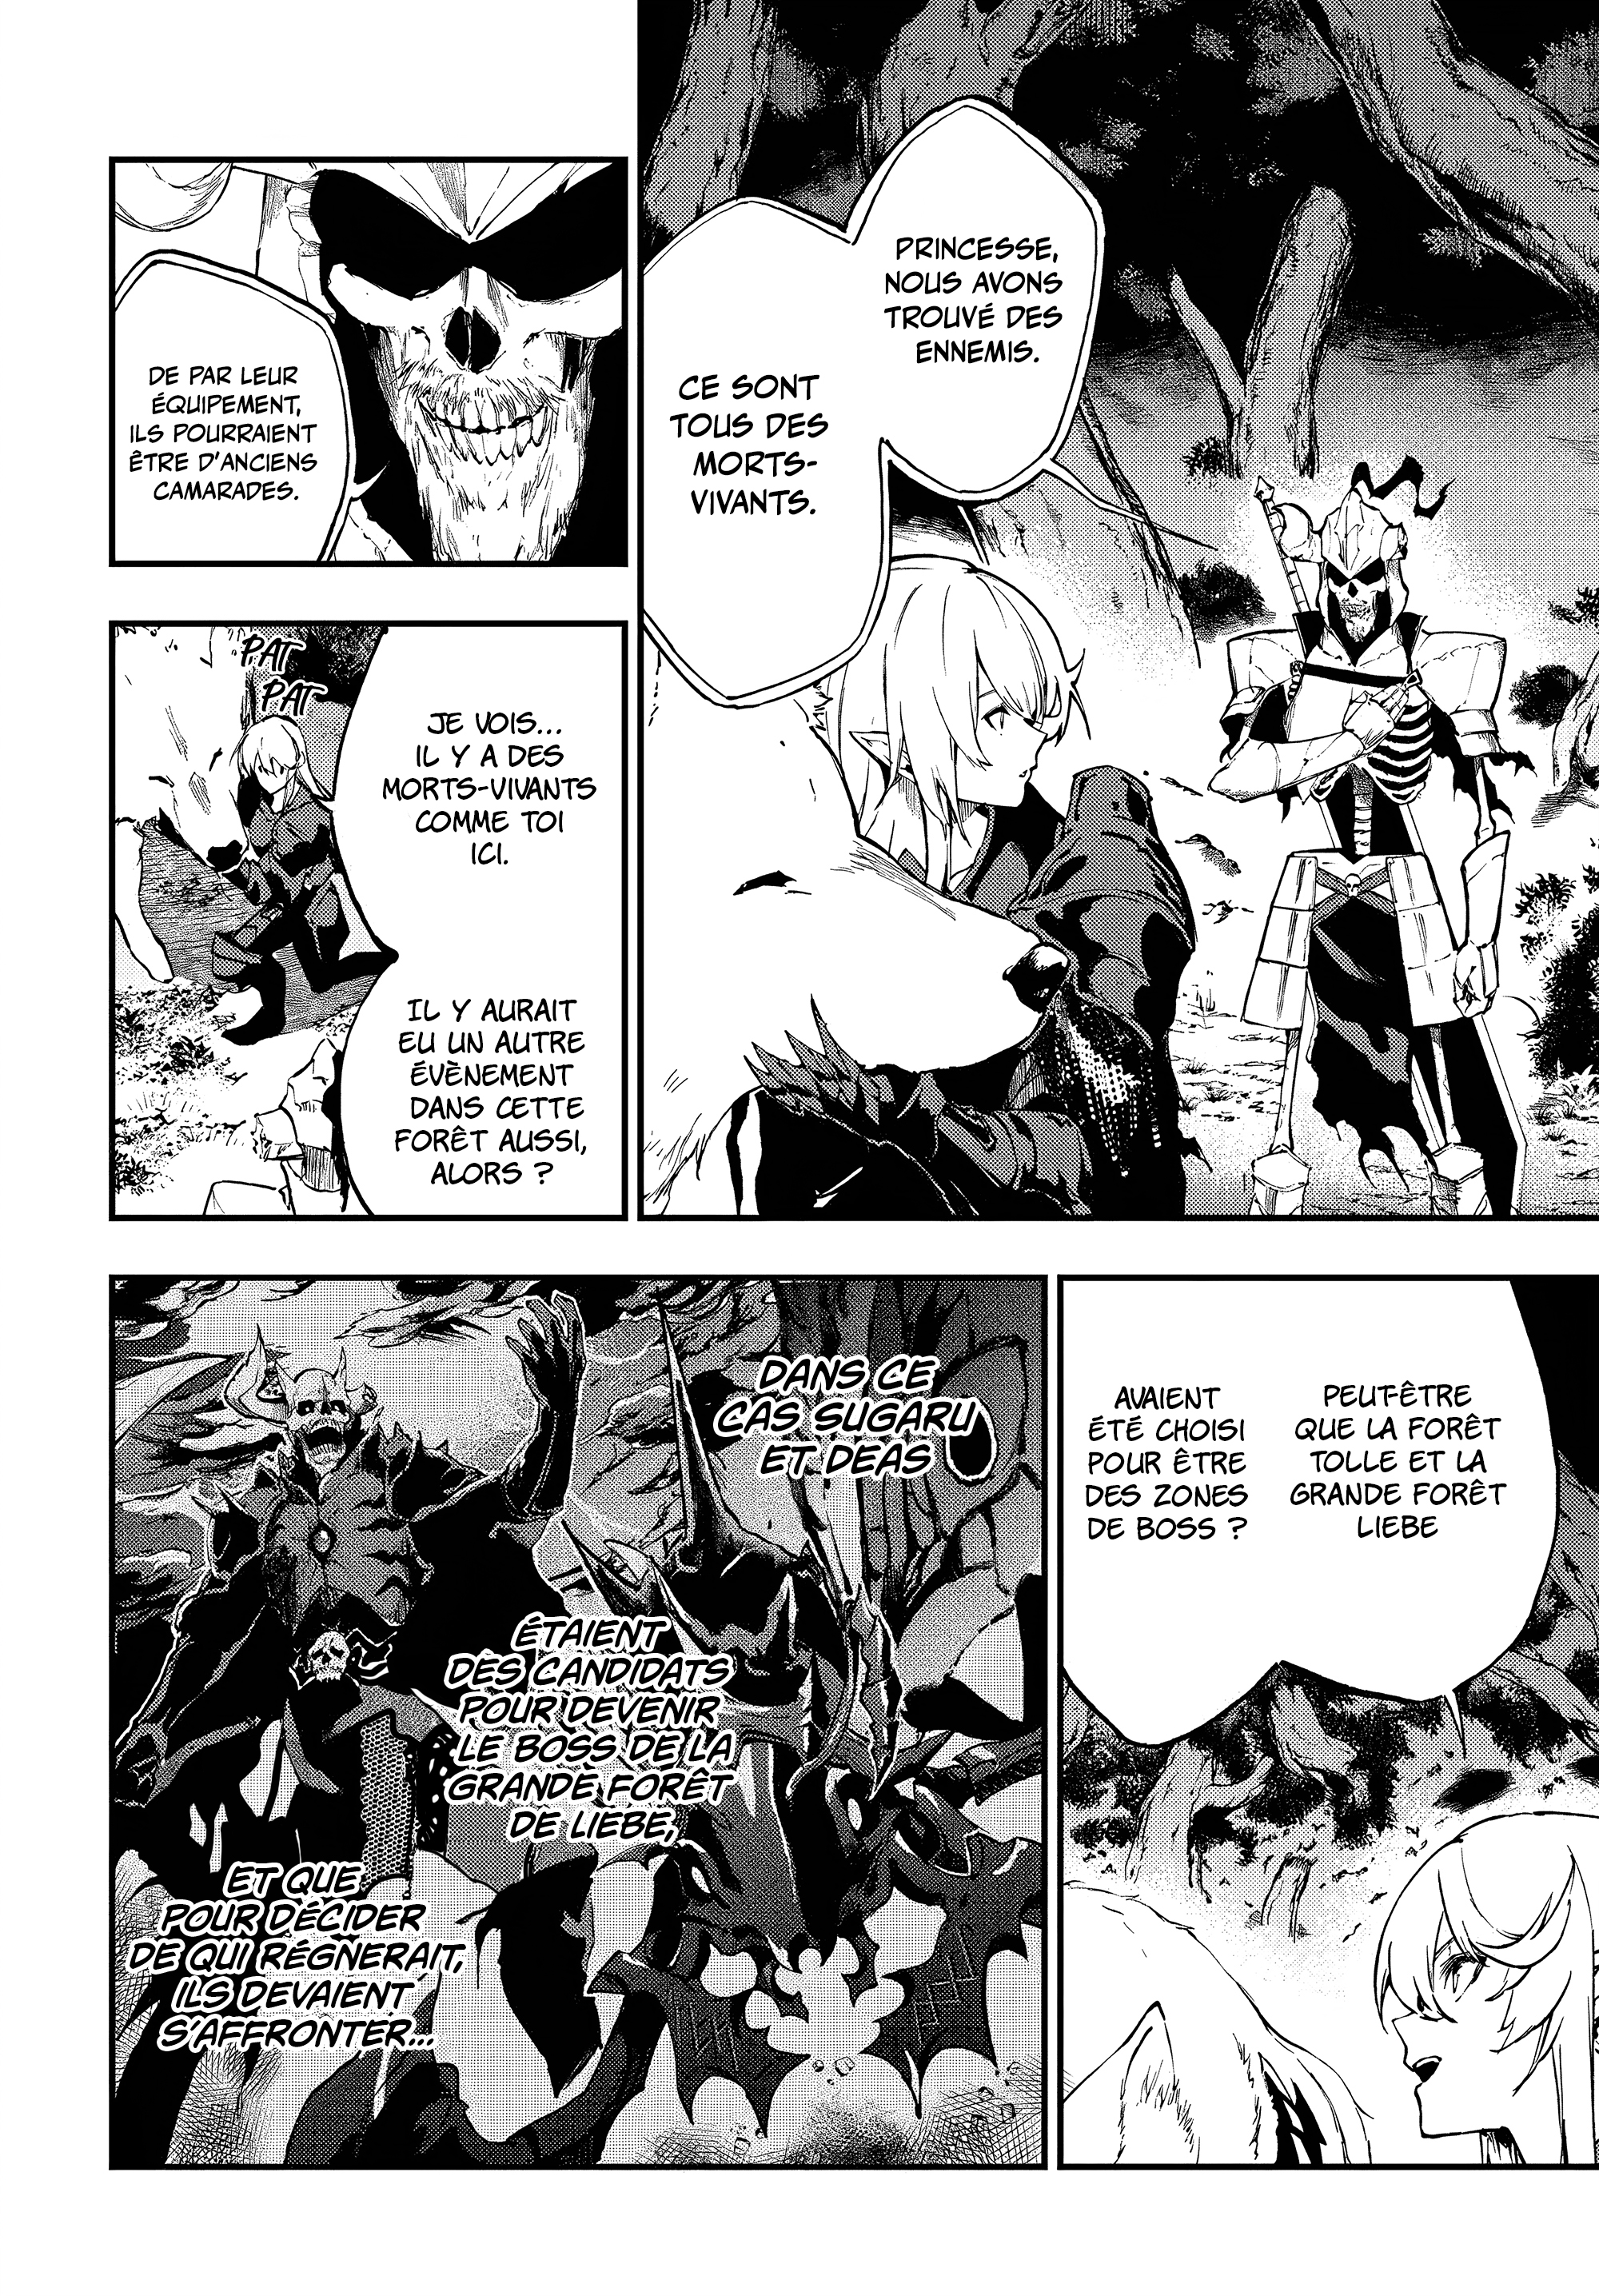 PRINCESSE,
NOUS AVONS
TROUVÉ DES
ENNEMIS.
CE SONT
TOUS DES
MORTS-
VIVANTS.
DE PAR LEUR
ÉQUIPEMENT,
ILS POURRAIENT
ÊTRE D'ANCIENS
CAMARADES.
PAT
PAT
JE VOIS...
IL Y A DES
MORTS-VIVANTS
COMME TOI
ICI.
IL Y AURAIT
EU UN AUTRE
ÉVÈNEMENT
DANS CETTE
FORÊT AUSSI,
ALORS ?
PEUT-ÊTRE
QUE LA FORÊT
TOLLE ET LA
GRANDE FORÊT
LIEBE
AVAIENT
ÉTÉ CHOISI
POUR ÊTRE
DES ZONES
DE BOSS ?
DANS CE
CAS SUGARU
ET DEAS
ÉTAIENT
DES CANDIDATS
POUR DEVENIR
LE BOSS DE LA
GRANDE FORÊT
DE LIEBE,
ET QUE
POUR DÉCIDER
DE QUI RÉGNERAIT,
ILS DEVAIENT
S'AFFRONTER...